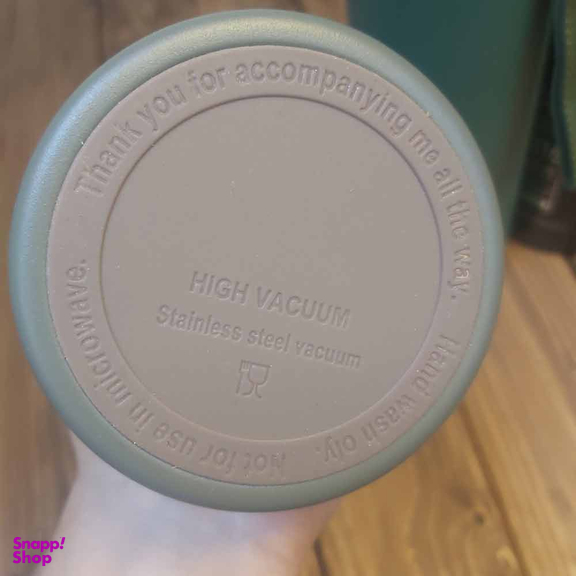 Thank you for accompanying me all the way.
Hand wash oly.
Not for use in microwave.
HIGH VACUUM
Stainless steel vacuum
Snapp!
Shop